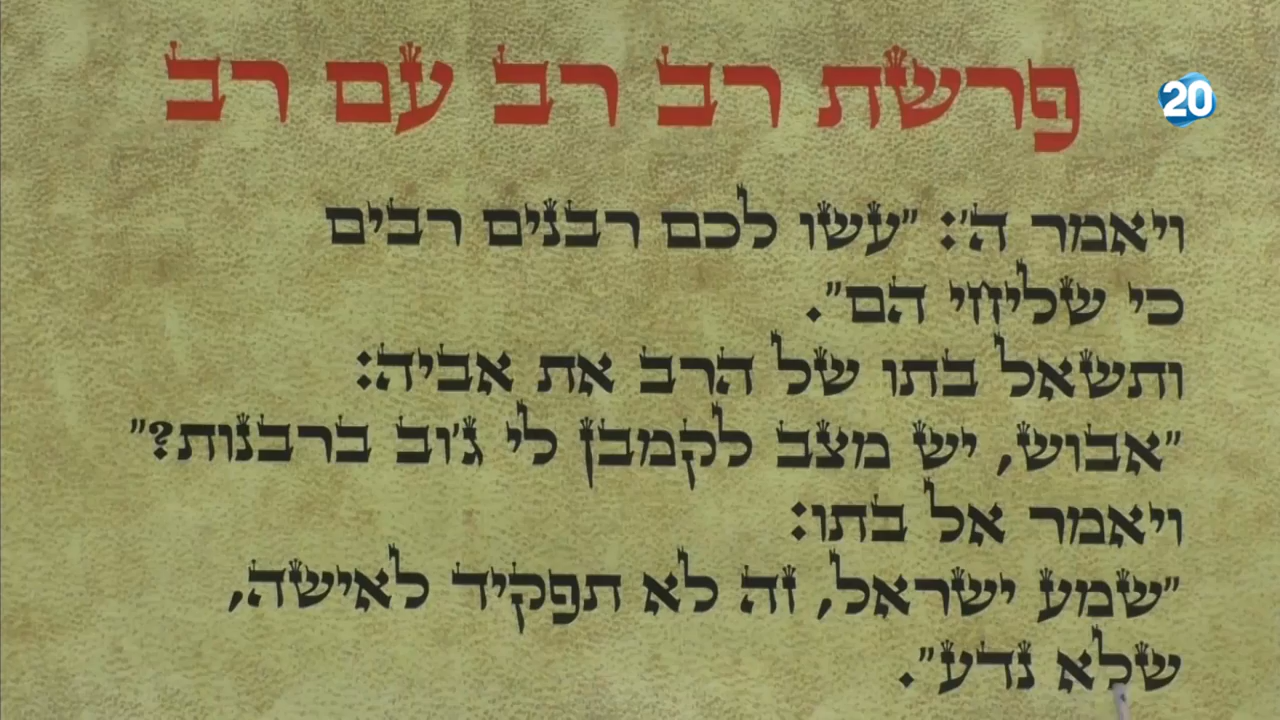 פרשת רב רב רב עם רב
20
ויאמר ה': "עשו לכם רבנים רבים
כי שליחי הם".
ותשאל בתו של הרב את אביה:
"אבוש, יש מצב לקמבן לי ג'וב ברבנות?"
ויאמר אל בתו:
"שמע ישראל, זה לא תפקיד לאישה,
שלא נדע".